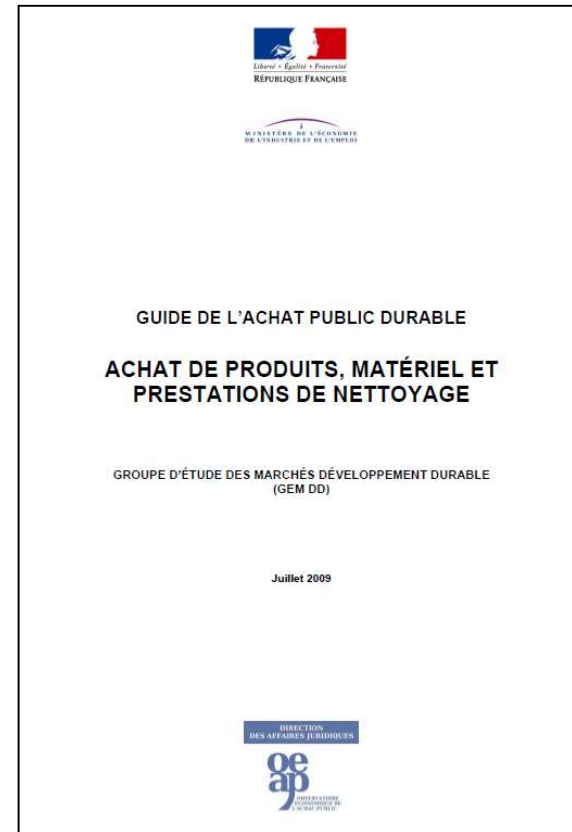 Liberté • Égalité • Fraternité
RÉPUBLIQUE FRANÇAISE
MINISTÈRE DE L'ÉCONOMIE
DE L'INDUSTRIE ET DE L'EMPLOI
GUIDE DE L'ACHAT PUBLIC DURABLE
ACHAT DE PRODUITS, MATÉRIEL ET
PRESTATIONS DE NETTOYAGE
GROUPE D'ÉTUDE DES MARCHÉS DÉVELOPPEMENT DURABLE
(GEM DD)
Juillet 2009
DIRECTION
DES AFFAIRES JURIDIQUES
oe
ap
OBSERVATOIRE
ÉCONOMIQUE DE
L'ACHAT PUBLIC